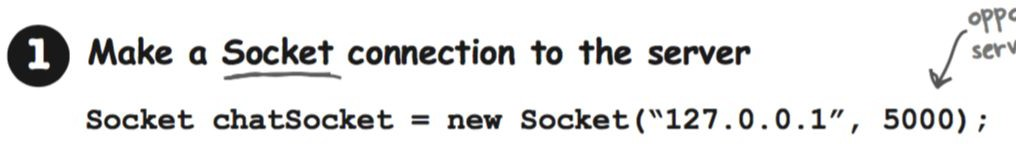 1 Make a Socket connection to the server
Socket chatSocket = new Socket(“127.0.0.1”, 5000);